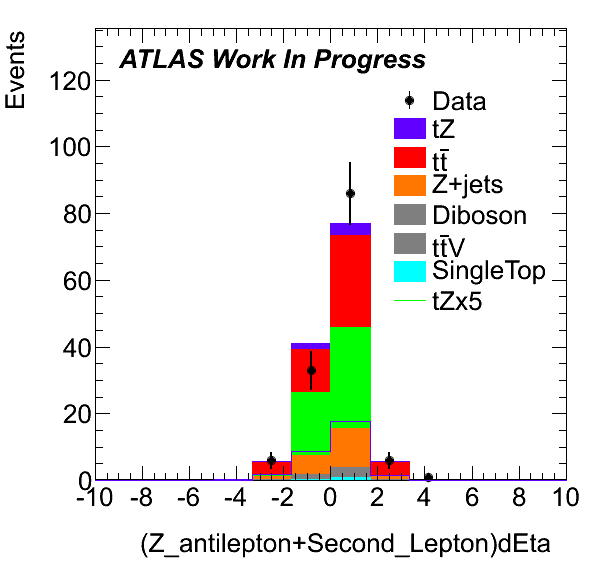 ATLAS Work In Progress
Events
120
100
80
60
40
20
0
Data
tZ
tt̄
Z+jets
Diboson
tt̄V
SingleTop
tZx5
-10 -8 -6 -4 -2 0 2 4 6 8 10
(Z_antilepton+Second_Lepton)dEta